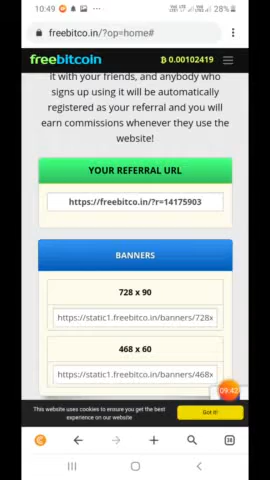 10:49
28%
freebitco.in/?op=home#
freebitcoin
₿ 0.00102419
it with your friends, and anybody who
signs up using it will be automatically
registered as your referral and you will
earn commissions whenever they use the
website!
YOUR REFERRAL URL
https://freebitco.in/?r=14175903
BANNERS
728 x 90
https://static1.freebitco.in/banners/728x
468 x 60
https://static1.freebitco.in/banners/468x
09:42
This website uses cookies to ensure you get the best
experience on our website
Got it!